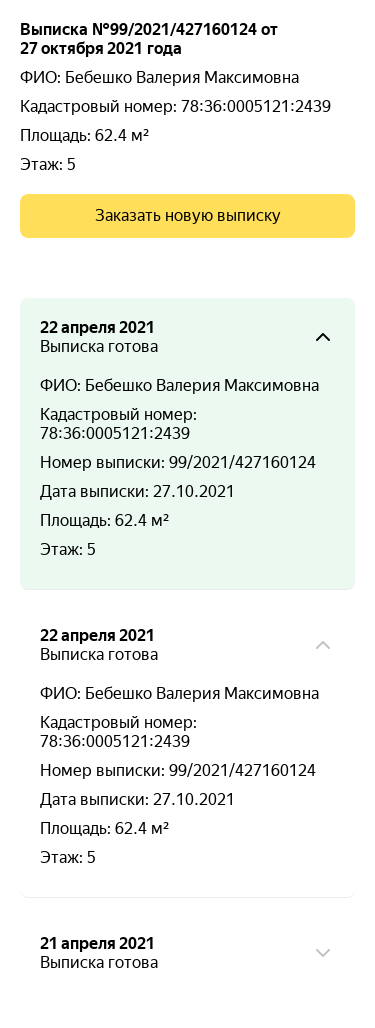 Выписка №99/2021/427160124 от
27 октября 2021 года
ФИО: Бебешко Валерия Максимовна
Кадастровый номер: 78:36:0005121:2439
Площадь: 62.4 м²
Этаж: 5
Заказать новую выписку
22 апреля 2021
Выписка готова
ФИО: Бебешко Валерия Максимовна
Кадастровый номер:
78:36:0005121:2439
Номер выписки: 99/2021/427160124
Дата выписки: 27.10.2021
Площадь: 62.4 м²
Этаж: 5
22 апреля 2021
Выписка готова
ФИО: Бебешко Валерия Максимовна
Кадастровый номер:
78:36:0005121:2439
Номер выписки: 99/2021/427160124
Дата выписки: 27.10.2021
Площадь: 62.4 м²
Этаж: 5
21 апреля 2021
Выписка готова